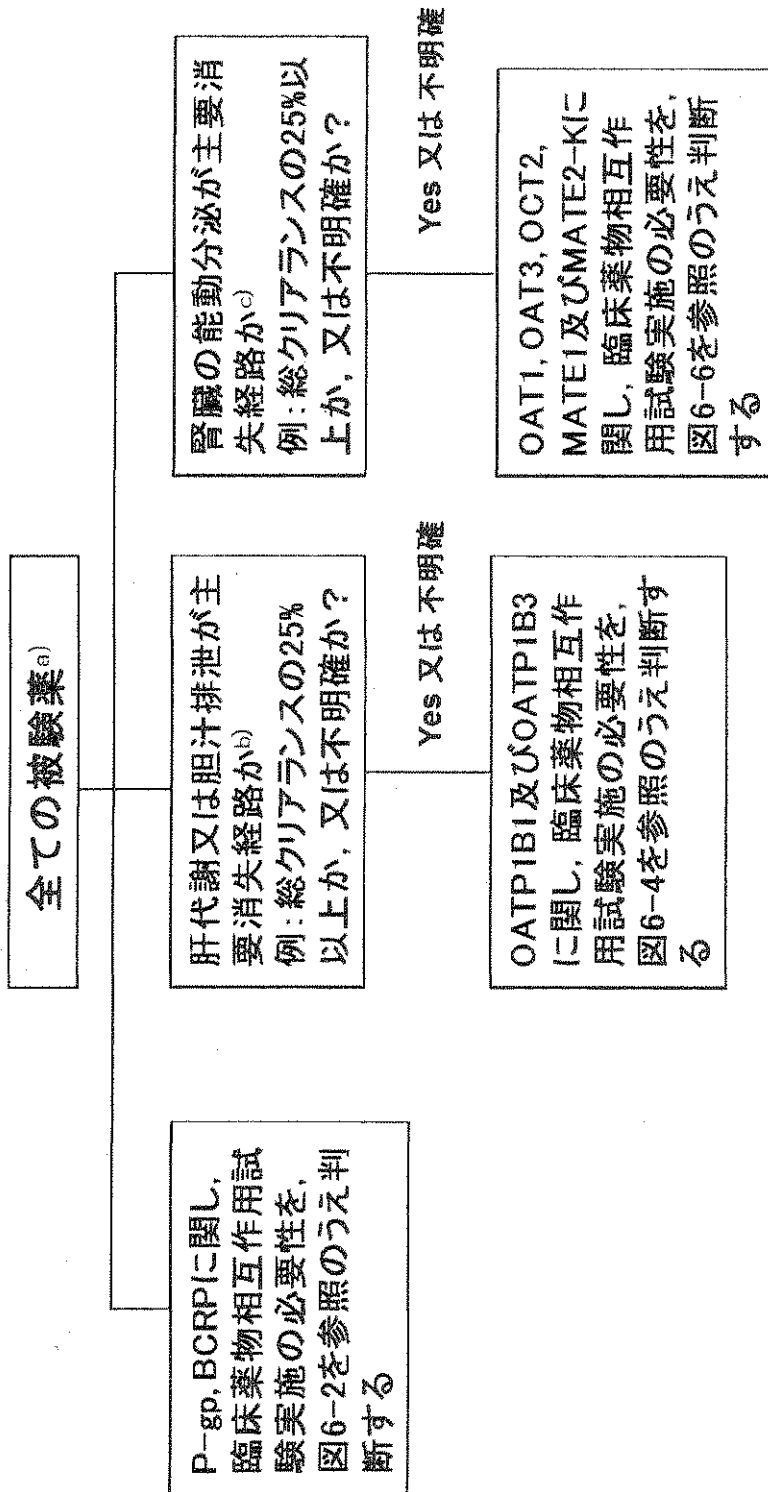 全ての被験薬a)
P-gp, BCRPに関し,
臨床薬物相互作用試
験実施の必要性を,
図6-2を参照のうえ判
断する
肝代謝又は胆汁排泄が主
要消失経路かb)
例：総クリアランスの25%
以上か, 又は不明確か？
Yes 又は 不明確
OATP1B1及びOATP1B3
に関し, 臨床薬物相互作
用試験実施の必要性を,
図6-4を参照のうえ判断す
る
腎臓の能動分泌が主要消
失経路かc)
例：総クリアランスの25%以
上か, 又は不明確か？
Yes 又は 不明確
OAT1, OAT3, OCT2,
MATE1及びMATE2-Kに
関し, 臨床薬物相互作
用試験実施の必要性を,
図6-6を参照のうえ判断
する